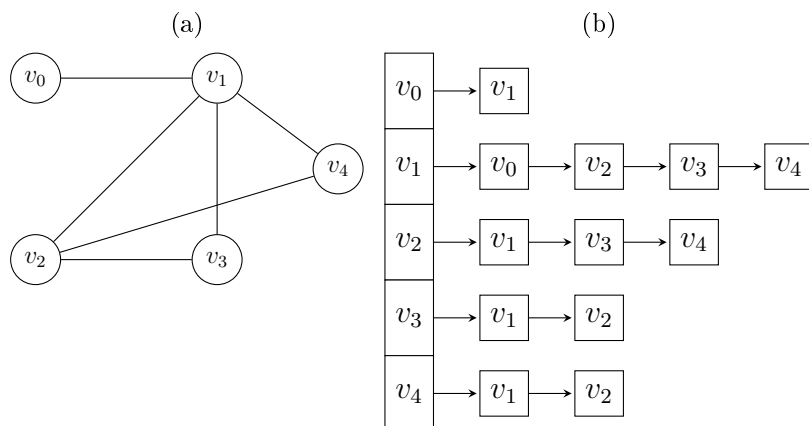 (a)
v₀ v₁
v₄
v₂ v₃
(b)
v₀ v₁
v₁ v₀ v₂ v₃ v₄
v₂ v₁ v₃ v₄
v₃ v₁ v₂
v₄ v₁ v₂